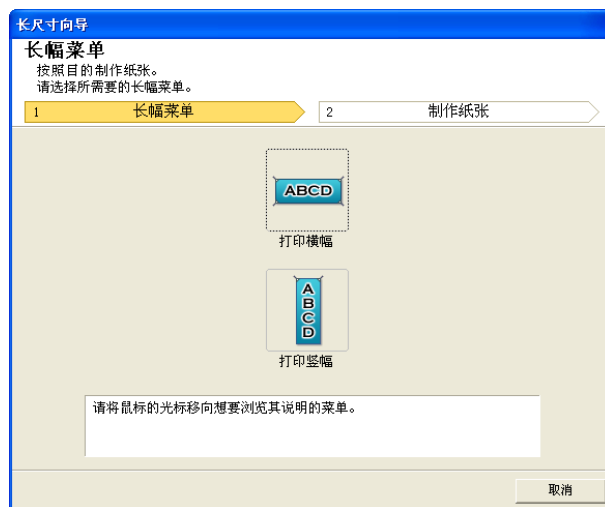 长尺寸向导
长幅菜单
按照目的制作纸张。
请选择所需要的长幅菜单。
1 长幅菜单 2 制作纸张
ABCD
打印横幅
A
B
C
D
打印竖幅
请将鼠标的光标移向想要浏览其说明的菜单。
取消